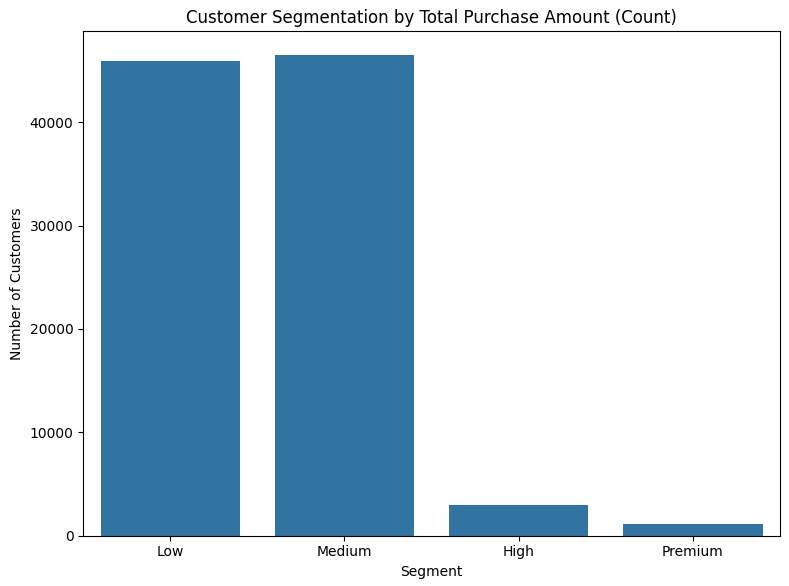 Customer Segmentation by Total Purchase Amount (Count)
Number of Customers
40000
30000
20000
10000
0
Low
Medium
High
Premium
Segment